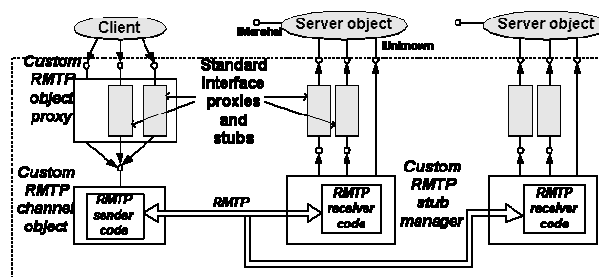 Client
Server object
Server object
IMarshal
IUnknown
Custom
RMTP
object
proxy
Standard
interface
proxies
and
stubs
Custom
RMTP
channel
object
RMTP
sender
code
RMTP
RMTP
receiver
code
Custom
RMTP
stub
manager
RMTP
receiver
code